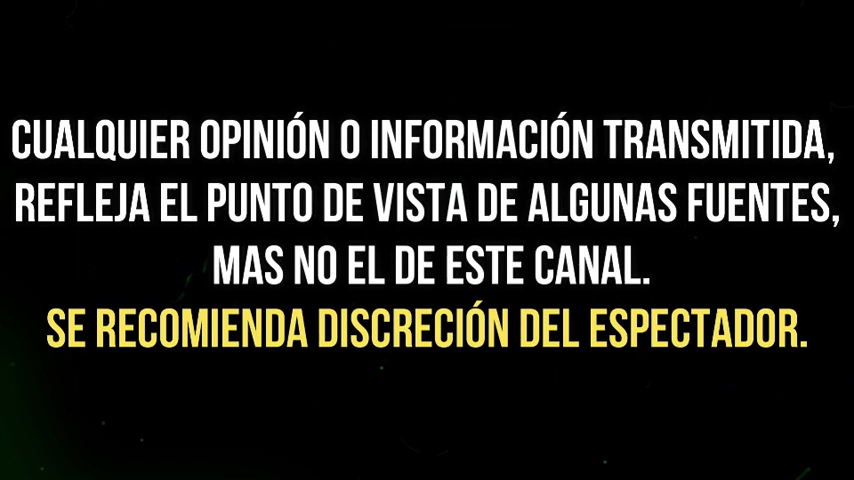 CUALQUIER OPINIÓN O INFORMACIÓN TRANSMITIDA,
REFLEJA EL PUNTO DE VISTA DE ALGUNAS FUENTES,
MAS NO EL DE ESTE CANAL.
SE RECOMIENDA DISCRECIÓN DEL ESPECTADOR.